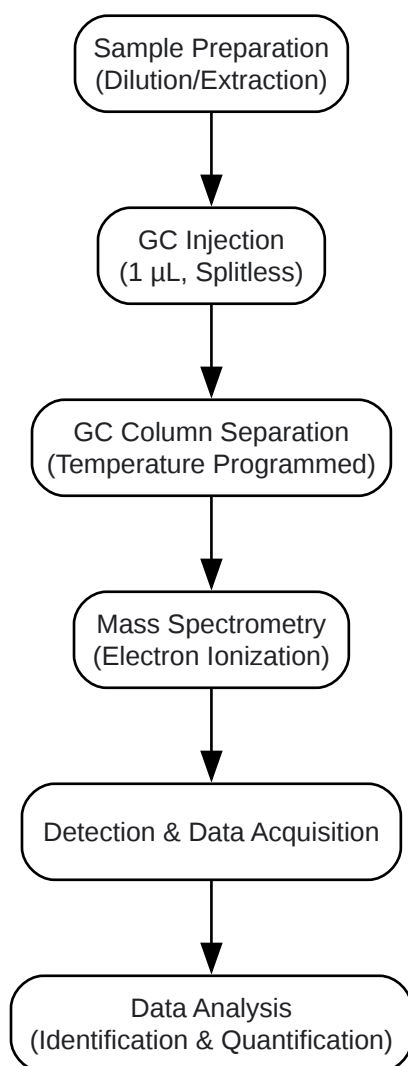 Sample Preparation
(Dilution/Extraction)
GC Injection
(1 µL, Splitless)
GC Column Separation
(Temperature Programmed)
Mass Spectrometry
(Electron Ionization)
Detection & Data Acquisition
Data Analysis
(Identification & Quantification)